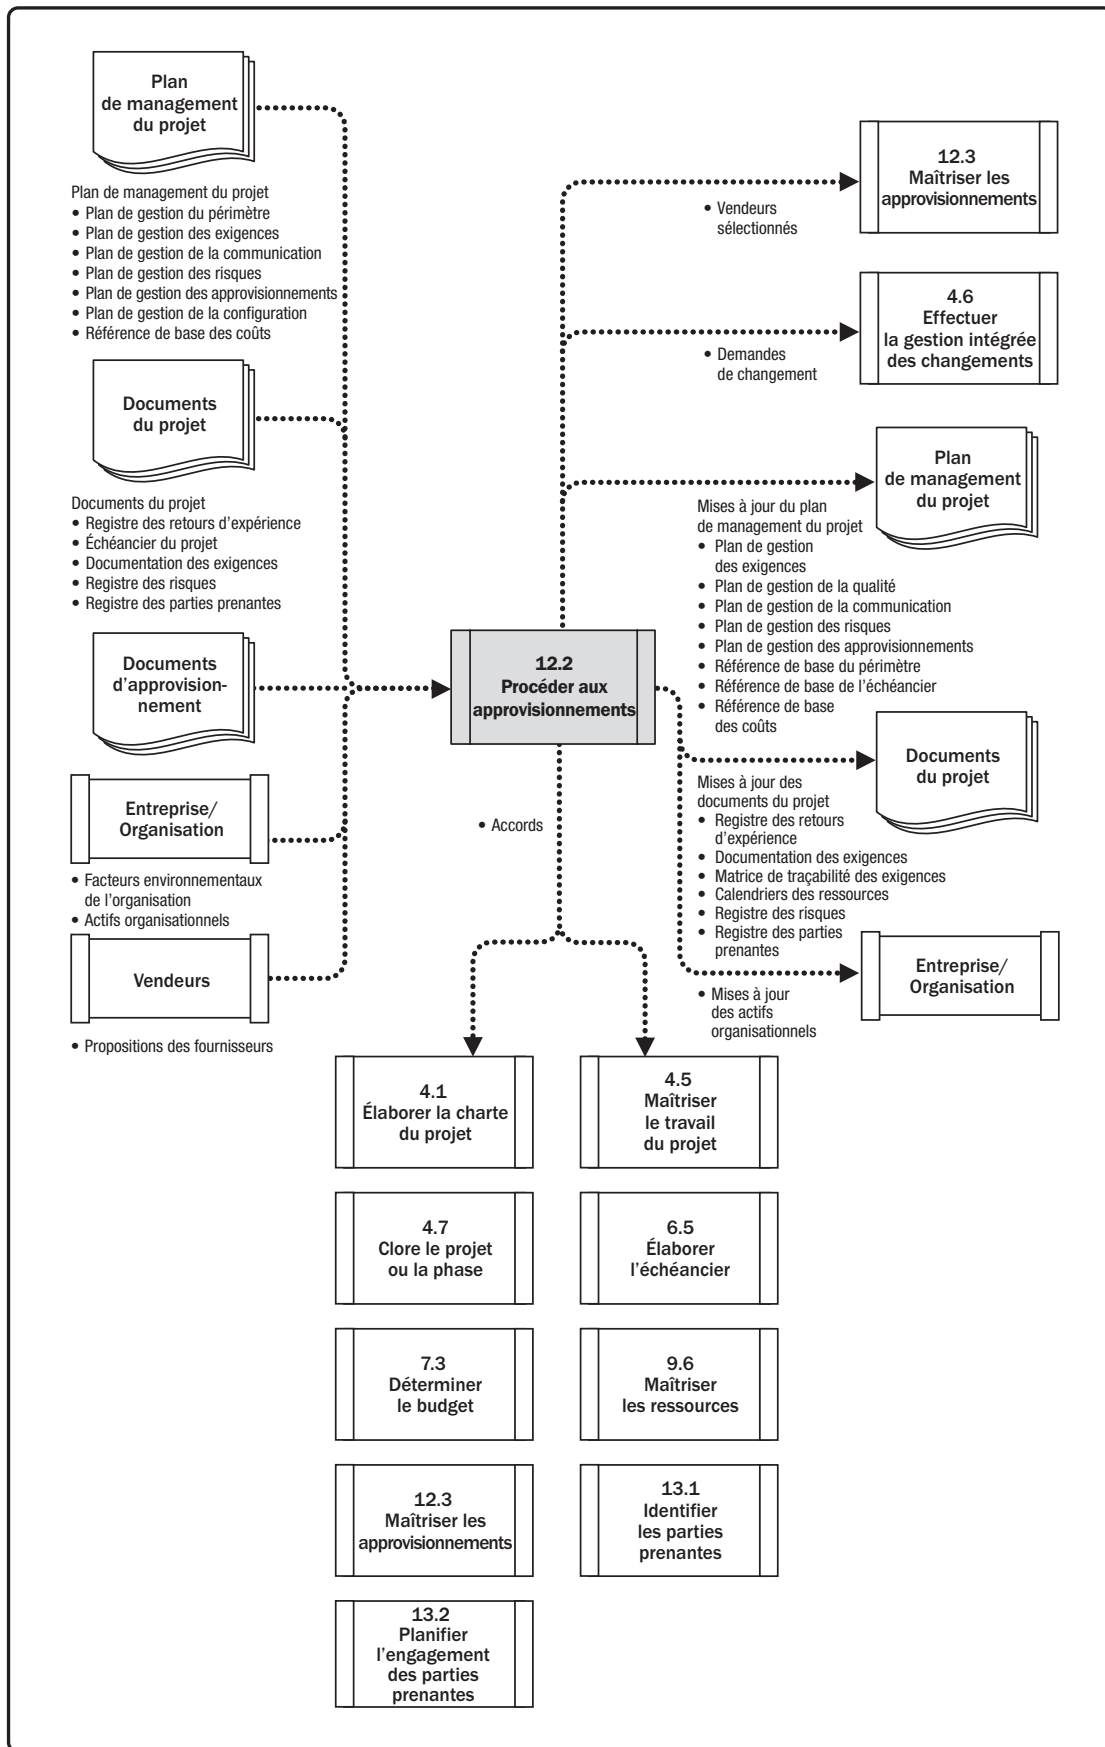 Plan
de management
du projet
Plan de management du projet
• Plan de gestion du périmètre
• Plan de gestion des exigences
• Plan de gestion de la communication
• Plan de gestion des risques
• Plan de gestion des approvisionnements
• Plan de gestion de la configuration
• Référence de base des coûts
Documents
du projet
Documents du projet
• Registre des retours d'expérience
• Échéancier du projet
• Documentation des exigences
• Registre des risques
• Registre des parties prenantes
Documents
d'approvision-
nement
Entreprise/
Organisation
• Facteurs environnementaux
de l'organisation
• Actifs organisationnels
Vendeurs
• Propositions des fournisseurs
12.2
Procéder aux
approvisionnements
• Vendeurs
sélectionnés
12.3
Maîtriser les
approvisionnements
• Demandes
de changement
4.6
Effectuer
la gestion intégrée
des changements
Plan
de management
du projet
Mises à jour du plan
de management du projet
• Plan de gestion
des exigences
• Plan de gestion de la qualité
• Plan de gestion de la communication
• Plan de gestion des risques
• Plan de gestion des approvisionnements
• Référence de base du périmètre
• Référence de base de l'échéancier
• Référence de base
des coûts
Documents
du projet
Mises à jour des
documents du projet
• Registre des retours
d'expérience
• Documentation des exigences
• Matrice de traçabilité des exigences
• Calendriers des ressources
• Registre des risques
• Registre des parties
prenantes
Entreprise/
Organisation
• Mises à jour
des actifs
organisationnels
• Accords
4.1
Élaborer la charte
du projet
4.5
Maîtriser
le travail
du projet
4.7
Clore le projet
ou la phase
6.5
Élaborer
l'échéancier
7.3
Déterminer
le budget
9.6
Maîtriser
les ressources
12.3
Maîtriser les
approvisionnements
13.1
Identifier
les parties
prenantes
13.2
Planifier
l'engagement
des parties
prenantes